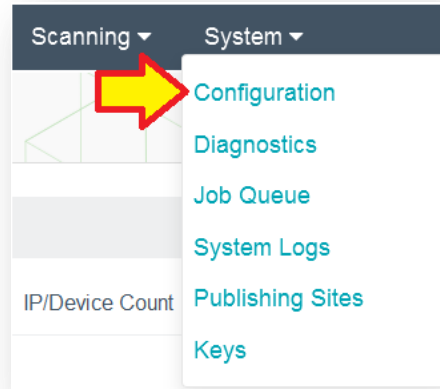 Scanning System
Configuration
Diagnostics
Job Queue
System Logs
IP/Device Count Publishing Sites
Keys